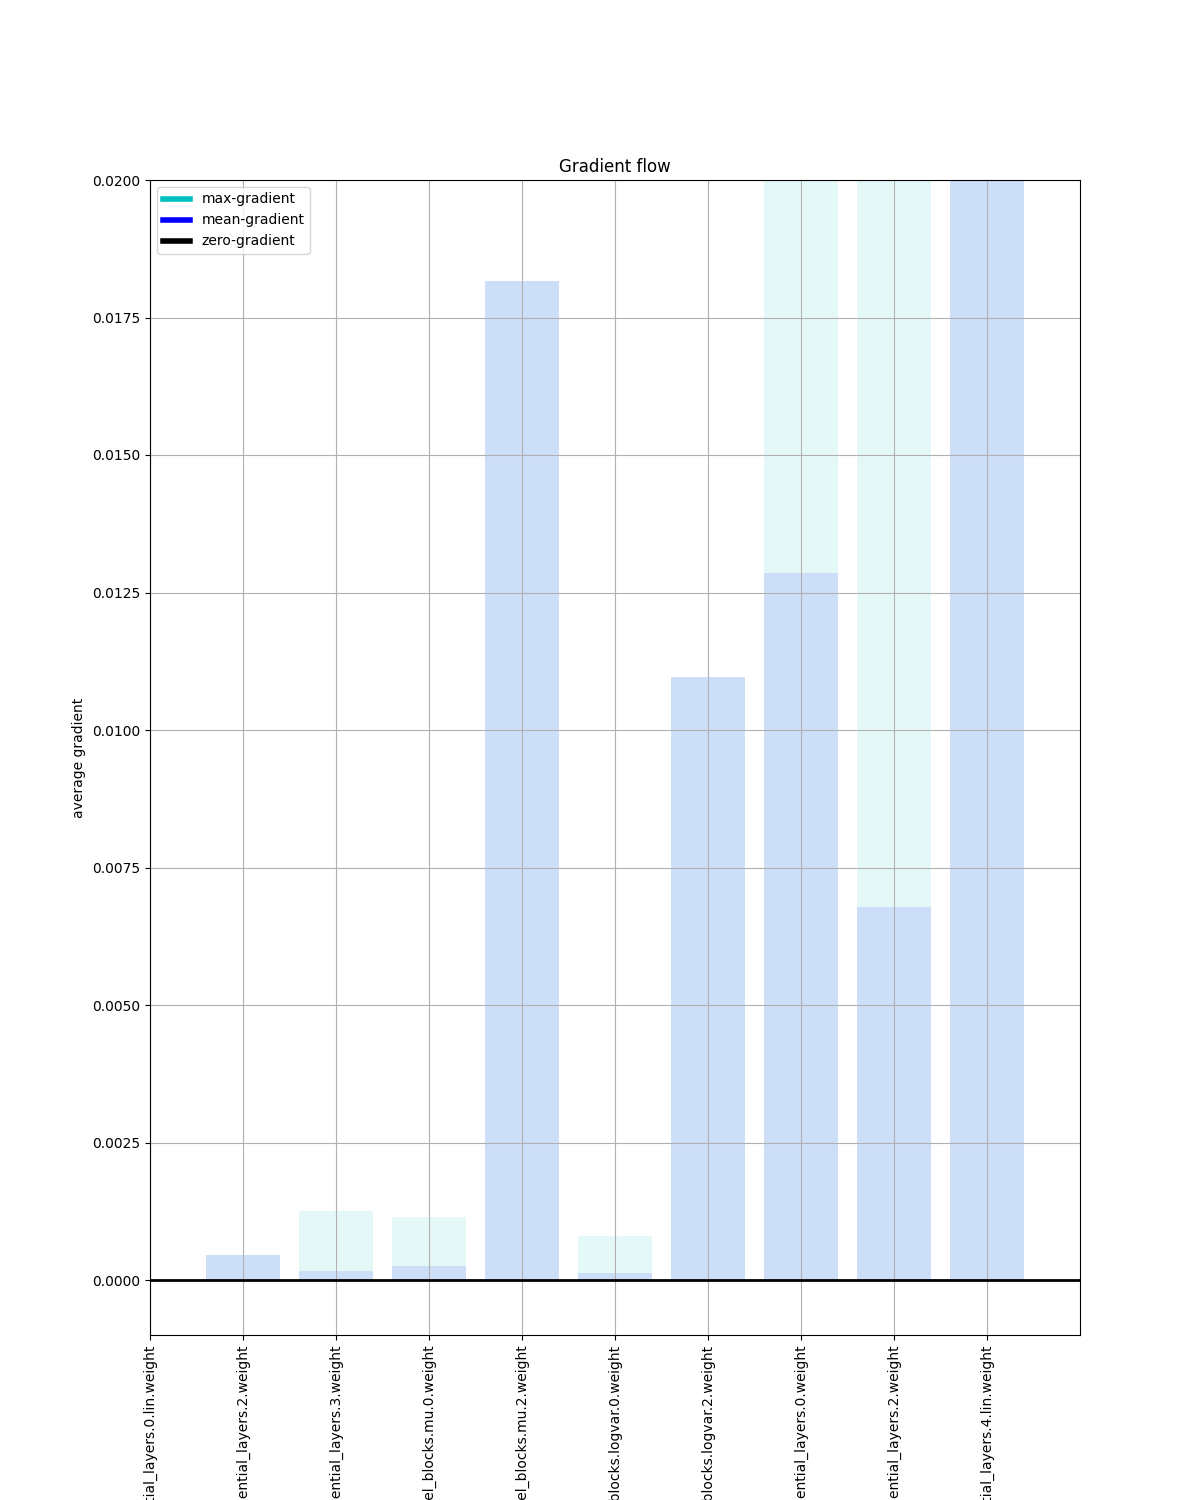 Gradient flow
max-gradient
mean-gradient
zero-gradient
0.0200
0.0175
0.0150
0.0125
0.0100
0.0075
0.0050
0.0025
0.0000
average gradient
tial_layers.0.lin.weight
ential_layers.2.weight
ential_layers.3.weight
el_blocks.mu.0.weight
el_blocks.mu.2.weight
blocks.logvar.0.weight
blocks.logvar.2.weight
ential_layers.0.weight
ential_layers.2.weight
tial_layers.4.lin.weight